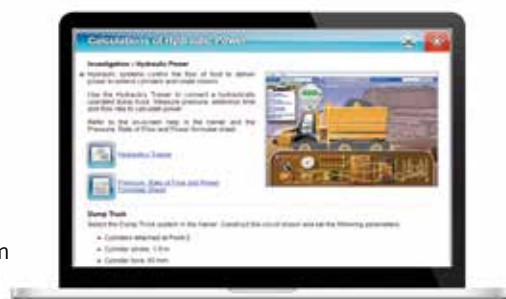 Calculations of Hydraulic Power
Investigation : Hydraulic Power
Hydraulic systems control the flow of fluid to deliver
power to extend cylinders and create motion.
Use the Hydraulics Trainer to connect a hydraulically
operated dump truck. Measure pressure, extension time
and flow rate to calculate power.
Refer to the on-screen help in the trainer and the
Pressure, Rate of Flow and Power formulae sheet.
Hydraulics Trainer
Pressure, Rate of Flow and Power
Formulae Sheet
Dump Truck
Select the Dump Truck system in the trainer. Construct the circuit shown and set the following parameters:
Cylinders attached at Point 2
Cylinder stroke: 1.0 m
Cylinder bore: 60 mm
m